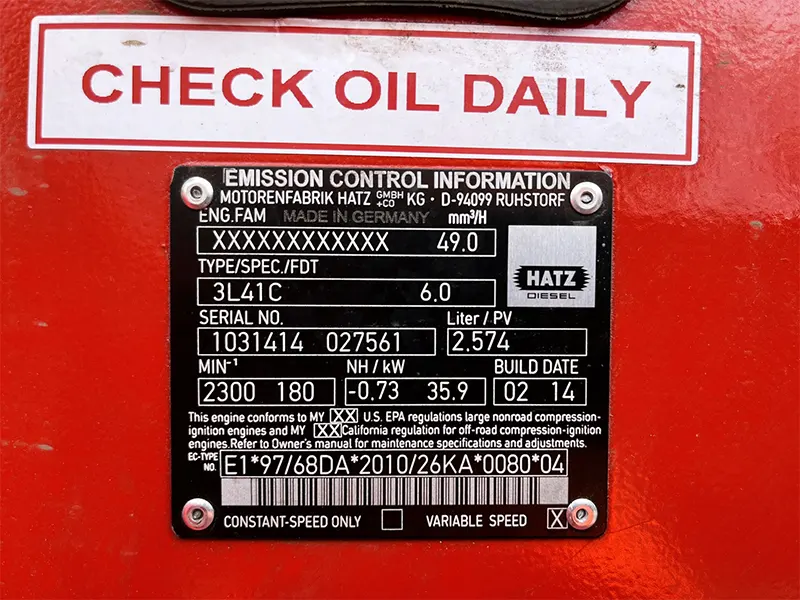 CHECK OIL DAILY
EMISSION CONTROL INFORMATION
MOTORENFABRIK HATZ GMBH +CO KG · D-94099 RUHSTORF
ENG.FAM MADE IN GERMANY mm³/H
XXXXXXXXXXXX 49.0
TYPE/SPEC./FDT
3L41C 6.0
HATZ
DIESEL
SERIAL NO. Liter / PV
1031414 027561 2.574
MIN⁻¹ NH / kW BUILD DATE
2300 180 -0.73 35.9 02 14
This engine conforms to MY XX U.S. EPA regulations large nonroad compression-
ignition engines and MY XX California regulation for off-road compression-ignition
engines.Refer to Owner's manual for maintenance specifications and adjustments.
EC-TYPE NO. E1*97/68DA*2010/26KA*0080*04
CONSTANT-SPEED ONLY VARIABLE SPEED X